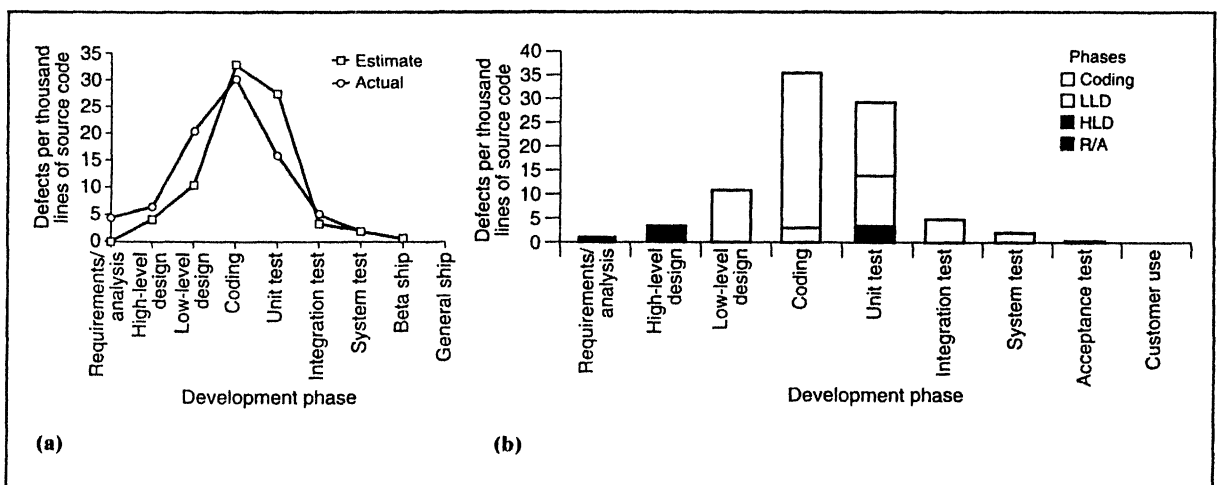 Defects per thousand
lines of source code
35
30
25
20
15
10
5
0
Estimate
Actual
Requirements/
analysis
High-level
design
Low-level
design
Coding
Unit test
Integration test
System test
Beta ship
General ship
Development phase
(a)
Defects per thousand
lines of source code
40
35
30
25
20
15
10
5
0
Phases
Coding
LLD
HLD
R/A
Requirements/
analysis
High-level
design
Low-level
design
Coding
Unit test
Integration test
System test
Acceptance test
Customer use
Development phase
(b)